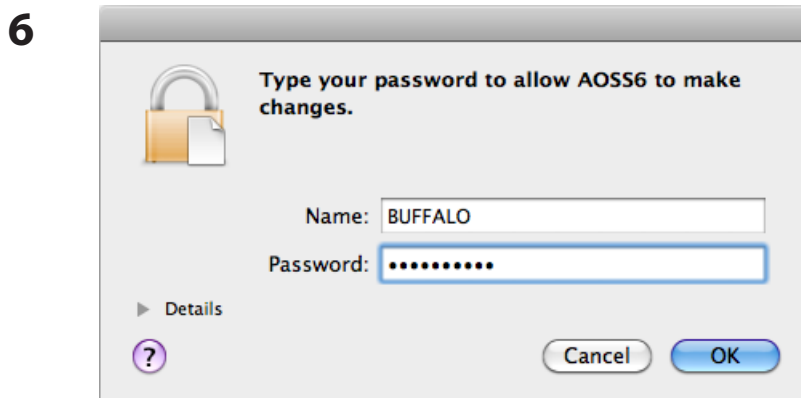 6
Type your password to allow AOSS6 to make
changes.
Name: BUFFALO
Password: ••••••••••
Details
?
Cancel OK